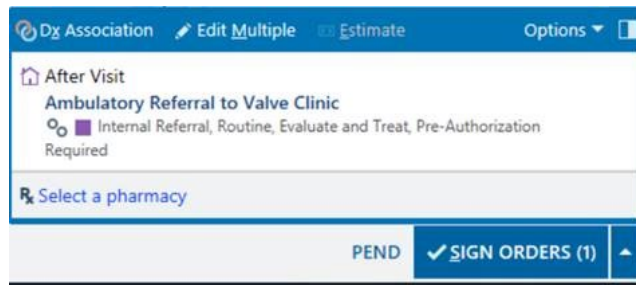 Dx Association Edit Multiple Estimate Options
After Visit
Ambulatory Referral to Valve Clinic
Internal Referral, Routine, Evaluate and Treat, Pre-Authorization
Required
Rx Select a pharmacy
PEND ✓ SIGN ORDERS (1)